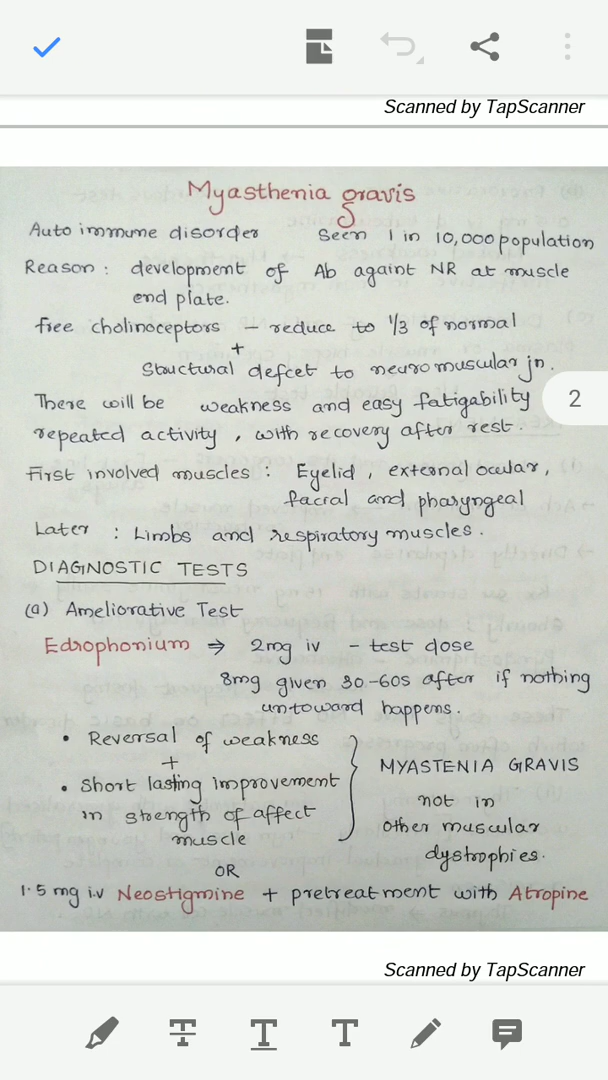 Scanned by TapScanner
Myasthenia gravis
Auto immune disorder Seen 1 in 10,000 population
Reason : development of Ab againt NR at muscle
end plate.
free cholinoceptors – reduce to 1/3 of normal
+
Structural defcet to neuromuscular jn.
There will be weakness and easy fatigability
2
repeated activity , with recovery after rest.
First involved muscles : Eyelid, external ocular,
facial and pharyngeal
Later : Limbs and respiratory muscles.
DIAGNOSTIC TESTS
(a) Ameliorative Test
Edrophonium ⇒ 2mg iv – test dose
8mg given 30-60s after if nothing
untoward happens.
• Reversal of weakness
+
• Short lasting improvement
in strength of affect
muscle
MYASTENIA GRAVIS
not in
other muscular
dystrophies.
OR
1.5 mg i.v Neostigmine + pretreatment with Atropine
Scanned by TapScanner
T
T
T